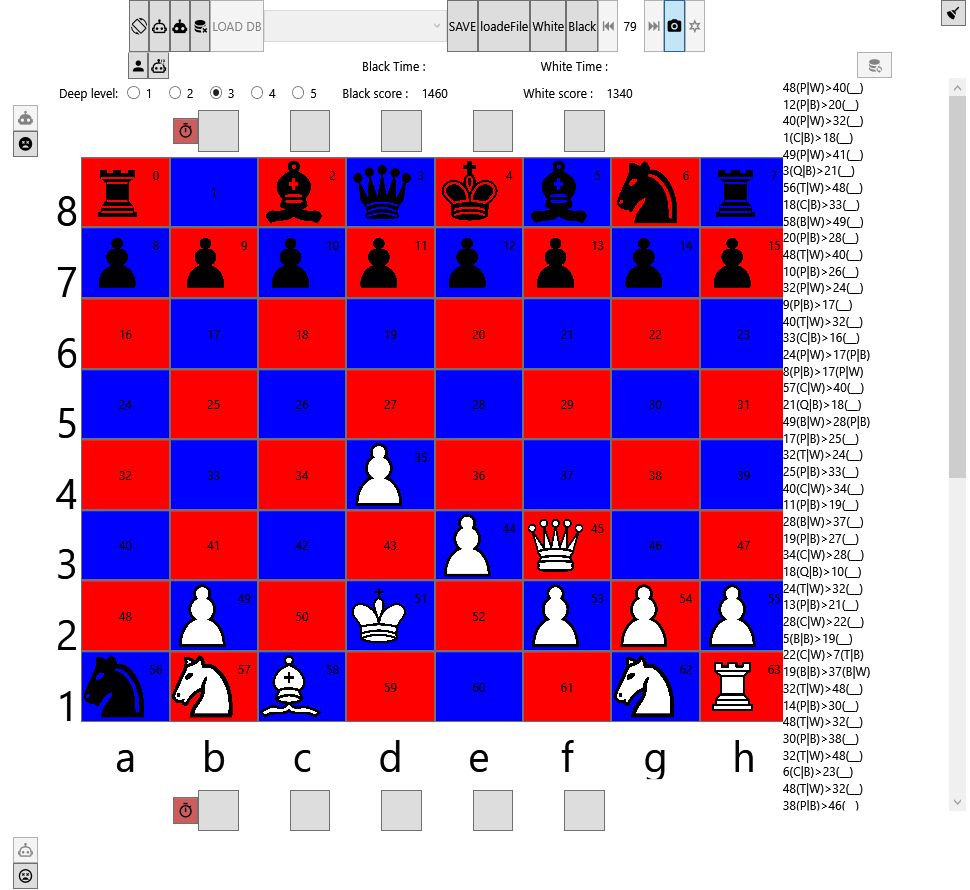 LOAD DB SAVE loadeFile White Black 79
Black Time : White Time :
Deep level: 1 2 3 4 5 Black score : 1460 White score : 1340
8 0 1 2 3 4 5 6 7
7 8 9 10 11 12 13 14 15
6 16 17 18 19 20 21 22 23
5 24 25 26 27 28 29 30 31
4 32 33 34 35 36 37 38 39
3 40 41 42 43 44 45 46 47
2 48 49 50 51 52 53 54 55
1 56 57 58 59 60 61 62 63
a b c d e f g h
48(P|W)>40(__)
12(P|B)>20(__)
40(P|W)>32(__)
1(C|B)>18(__)
49(P|W)>41(__)
3(Q|B)>21(__)
56(T|W)>48(__)
18(C|B)>33(__)
58(B|W)>49(__)
20(P|B)>28(__)
48(T|W)>40(__)
10(P|B)>26(__)
32(P|W)>24(__)
9(P|B)>17(__)
40(T|W)>32(__)
33(C|B)>16(__)
24(P|W)>17(P|B)
8(P|B)>17(P|W)
57(C|W)>40(__)
21(Q|B)>18(__)
49(B|W)>28(P|B)
17(P|B)>25(__)
32(T|W)>24(__)
25(P|B)>33(__)
40(C|W)>34(__)
11(P|B)>19(__)
28(B|W)>37(__)
19(P|B)>27(__)
34(C|W)>28(__)
18(Q|B)>10(__)
24(T|W)>32(__)
13(P|B)>21(__)
28(C|W)>22(__)
5(B|B)>19(__)
22(C|W)>7(T|B)
19(B|B)>37(B|W)
32(T|W)>48(__)
14(P|B)>30(__)
48(T|W)>32(__)
30(P|B)>38(__)
32(T|W)>48(__)
6(C|B)>23(__)
48(T|W)>32(__)
38(P|B)>46(__)